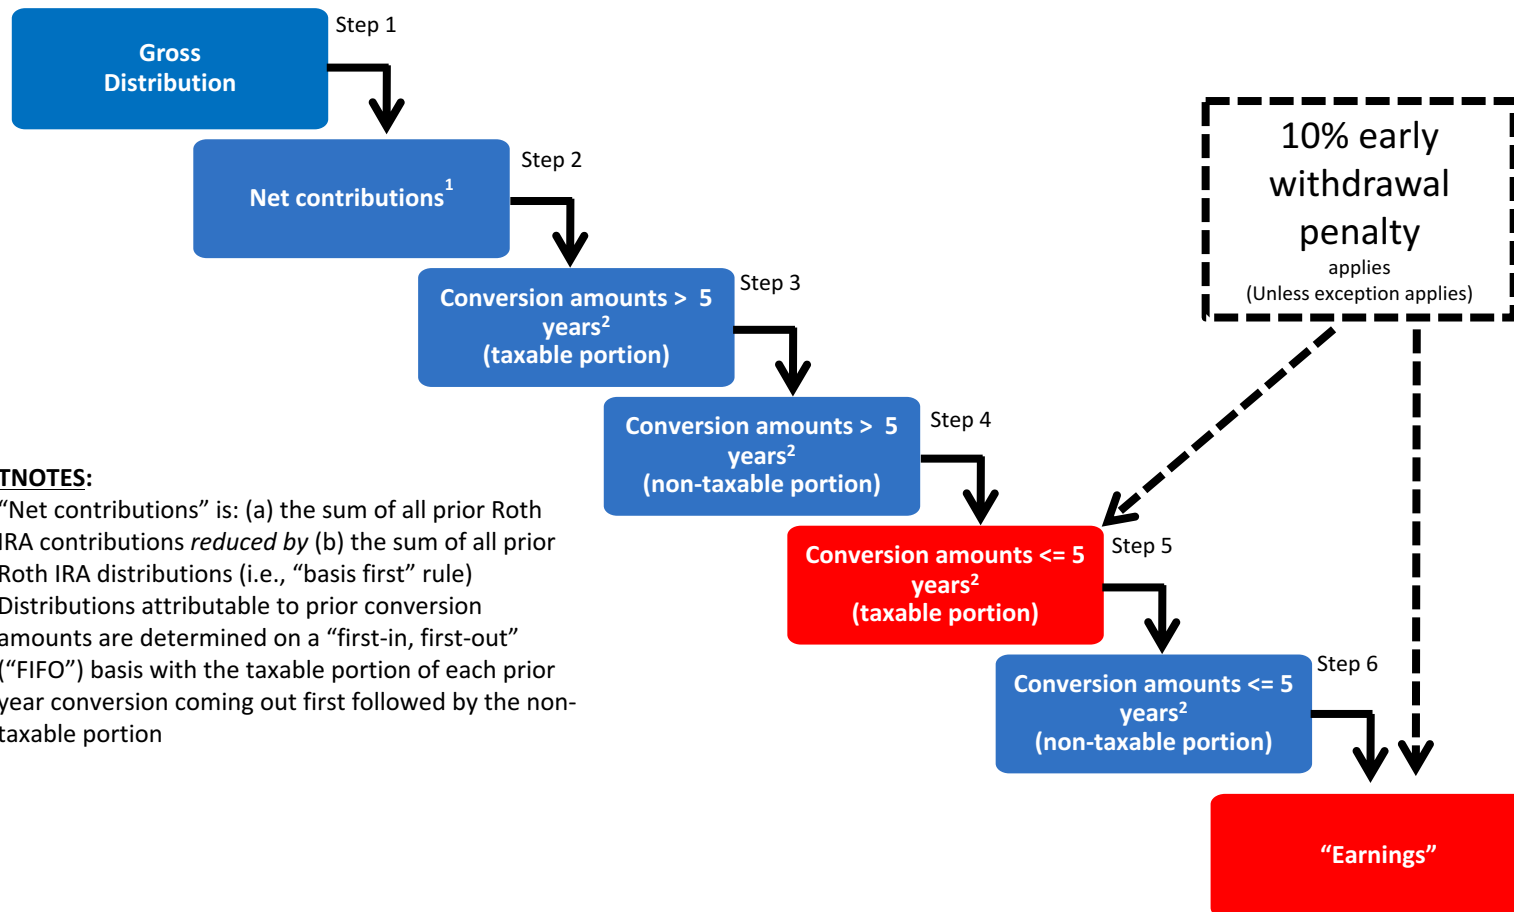 Gross
Distribution
Step 1
Net contributions¹
Step 2
Conversion amounts > 5
years²
(taxable portion)
Step 3
Conversion amounts > 5
years²
(non-taxable portion)
Step 4
Conversion amounts <= 5
years²
(taxable portion)
Step 5
Conversion amounts <= 5
years²
(non-taxable portion)
Step 6
“Earnings”
10% early
withdrawal
penalty
applies
(Unless exception applies)
TNOTES:
“Net contributions” is: (a) the sum of all prior Roth
IRA contributions reduced by (b) the sum of all prior
Roth IRA distributions (i.e., “basis first” rule)
Distributions attributable to prior conversion
amounts are determined on a “first-in, first-out”
(“FIFO”) basis with the taxable portion of each prior
year conversion coming out first followed by the non-
taxable portion